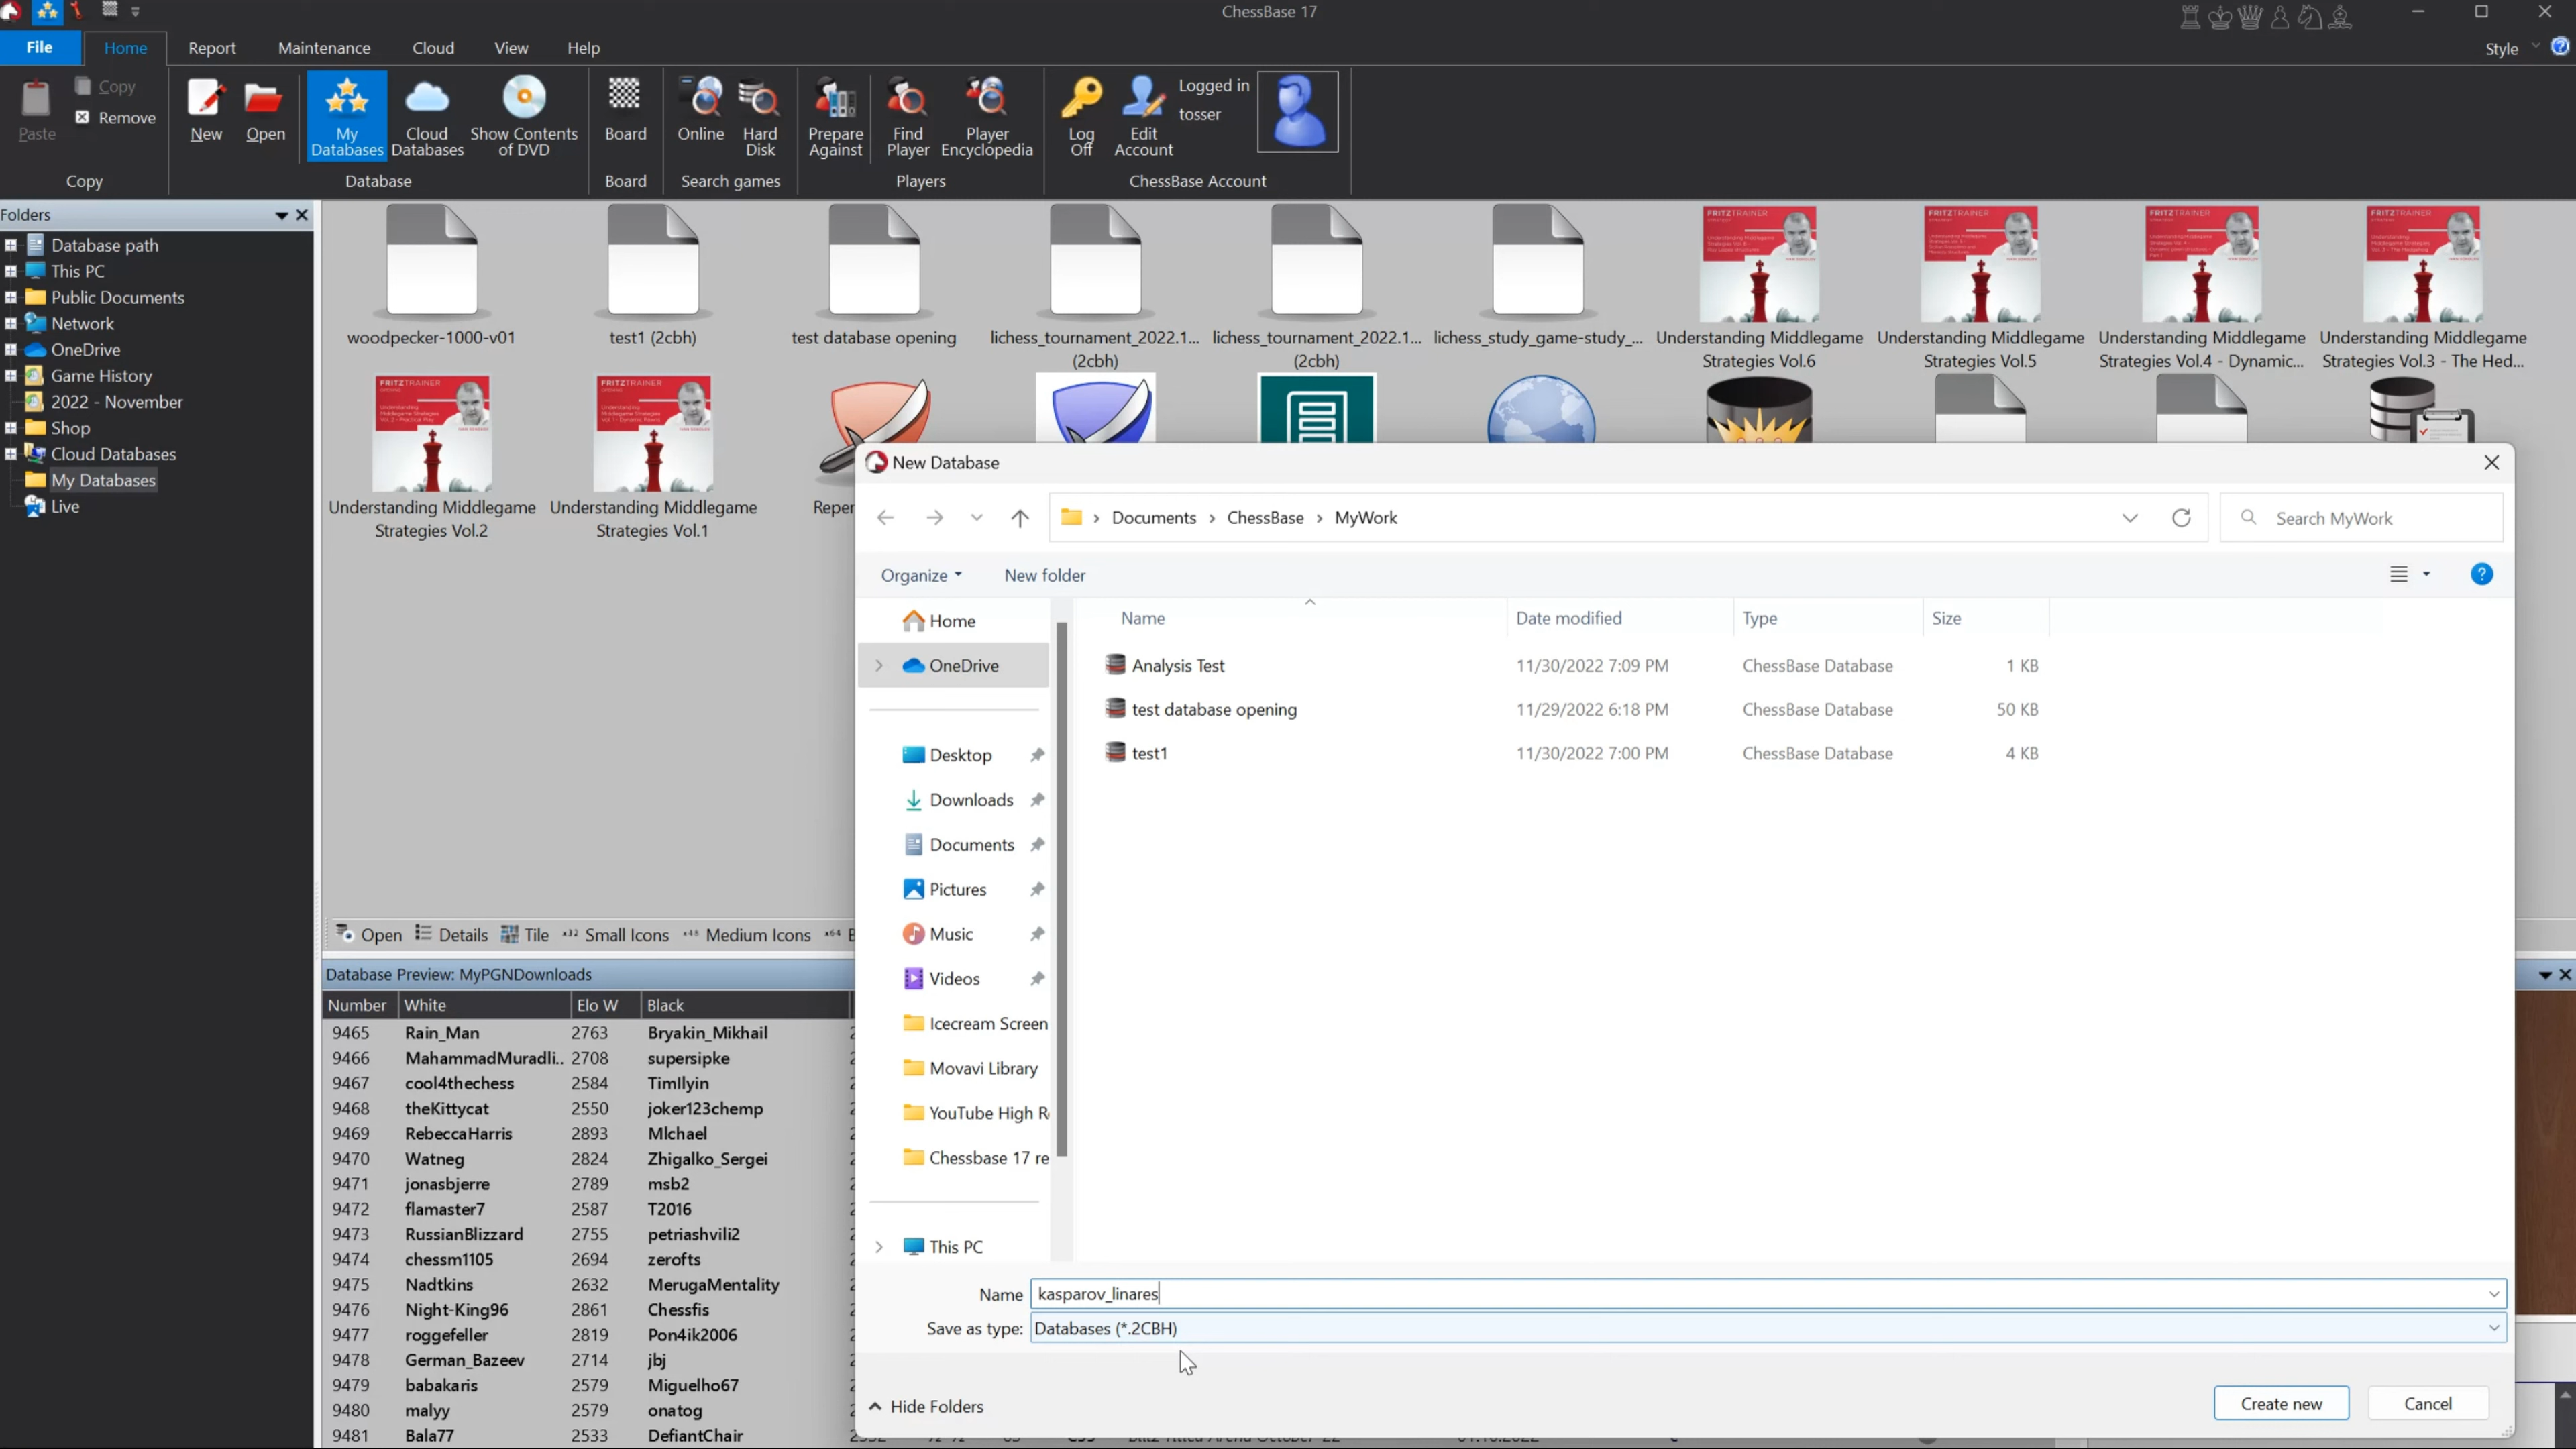 ChessBase 17
File Home Report Maintenance Cloud View Help Style
Paste Copy Remove
New Open My Databases Cloud Databases Show Contents of DVD
Board Online Hard Disk
Prepare Against Find Player Player Encyclopedia
Log Off Edit Account Logged in tosser
Copy Database Board Search games Players ChessBase Account
Folders
Database path
This PC
Public Documents
Network
OneDrive
Game History
2022 - November
Shop
Cloud Databases
My Databases
Live
woodpecker-1000-v01
test1 (2cbh)
test database opening
lichess_tournament_2022.1... (2cbh)
lichess_tournament_2022.1... (2cbh)
lichess_study_game-study_...
Understanding Middlegame Strategies Vol.6
Understanding Middlegame Strategies Vol.5
Understanding Middlegame Strategies Vol.4 - Dynamic...
Understanding Middlegame Strategies Vol.3 - The Hed...
FRITZTRAINER FRITZTRAINER FRITZTRAINER FRITZTRAINER
FRITZTRAINER FRITZTRAINER
Understanding Middlegame Strategies Vol.2
Understanding Middlegame Strategies Vol.1
Reper
Open Details Tile x32 Small Icons x48 Medium Icons x64 B
Database Preview: MyPGNDownloads
Number White Elo W Black
9465 Rain_Man 2763 Bryakin_Mikhail
9466 MahammadMuradli.. 2708 supersipke
9467 cool4thechess 2584 TimIlyin
9468 theKittycat 2550 joker123chemp
9469 RebeccaHarris 2893 MIchael
9470 Watneg 2824 Zhigalko_Sergei
9471 jonasbjerre 2789 msb2
9472 flamaster7 2587 T2016
9473 RussianBlizzard 2755 petriashvili2
9474 chessm1105 2694 zerofts
9475 Nadtkins 2632 MerugaMentality
9476 Night-King96 2861 Chessfis
9477 roggefeller 2819 Pon4ik2006
9478 German_Bazeev 2714 jbj
9479 babakaris 2579 Miguelho67
9480 malyy 2579 onatog
9481 Bala77 2533 DefiantChair
New Database
Documents › ChessBase › MyWork
Search MyWork
Organize New folder
Home
OneDrive
Desktop
Downloads
Documents
Pictures
Music
Videos
Icecream Screen
Movavi Library
YouTube High R
Chessbase 17 re
This PC
Name Date modified Type Size
Analysis Test 11/30/2022 7:09 PM ChessBase Database 1 KB
test database opening 11/29/2022 6:18 PM ChessBase Database 50 KB
test1 11/30/2022 7:00 PM ChessBase Database 4 KB
Name kasparov_linares
Save as type: Databases (*.2CBH)
Hide Folders Create new Cancel